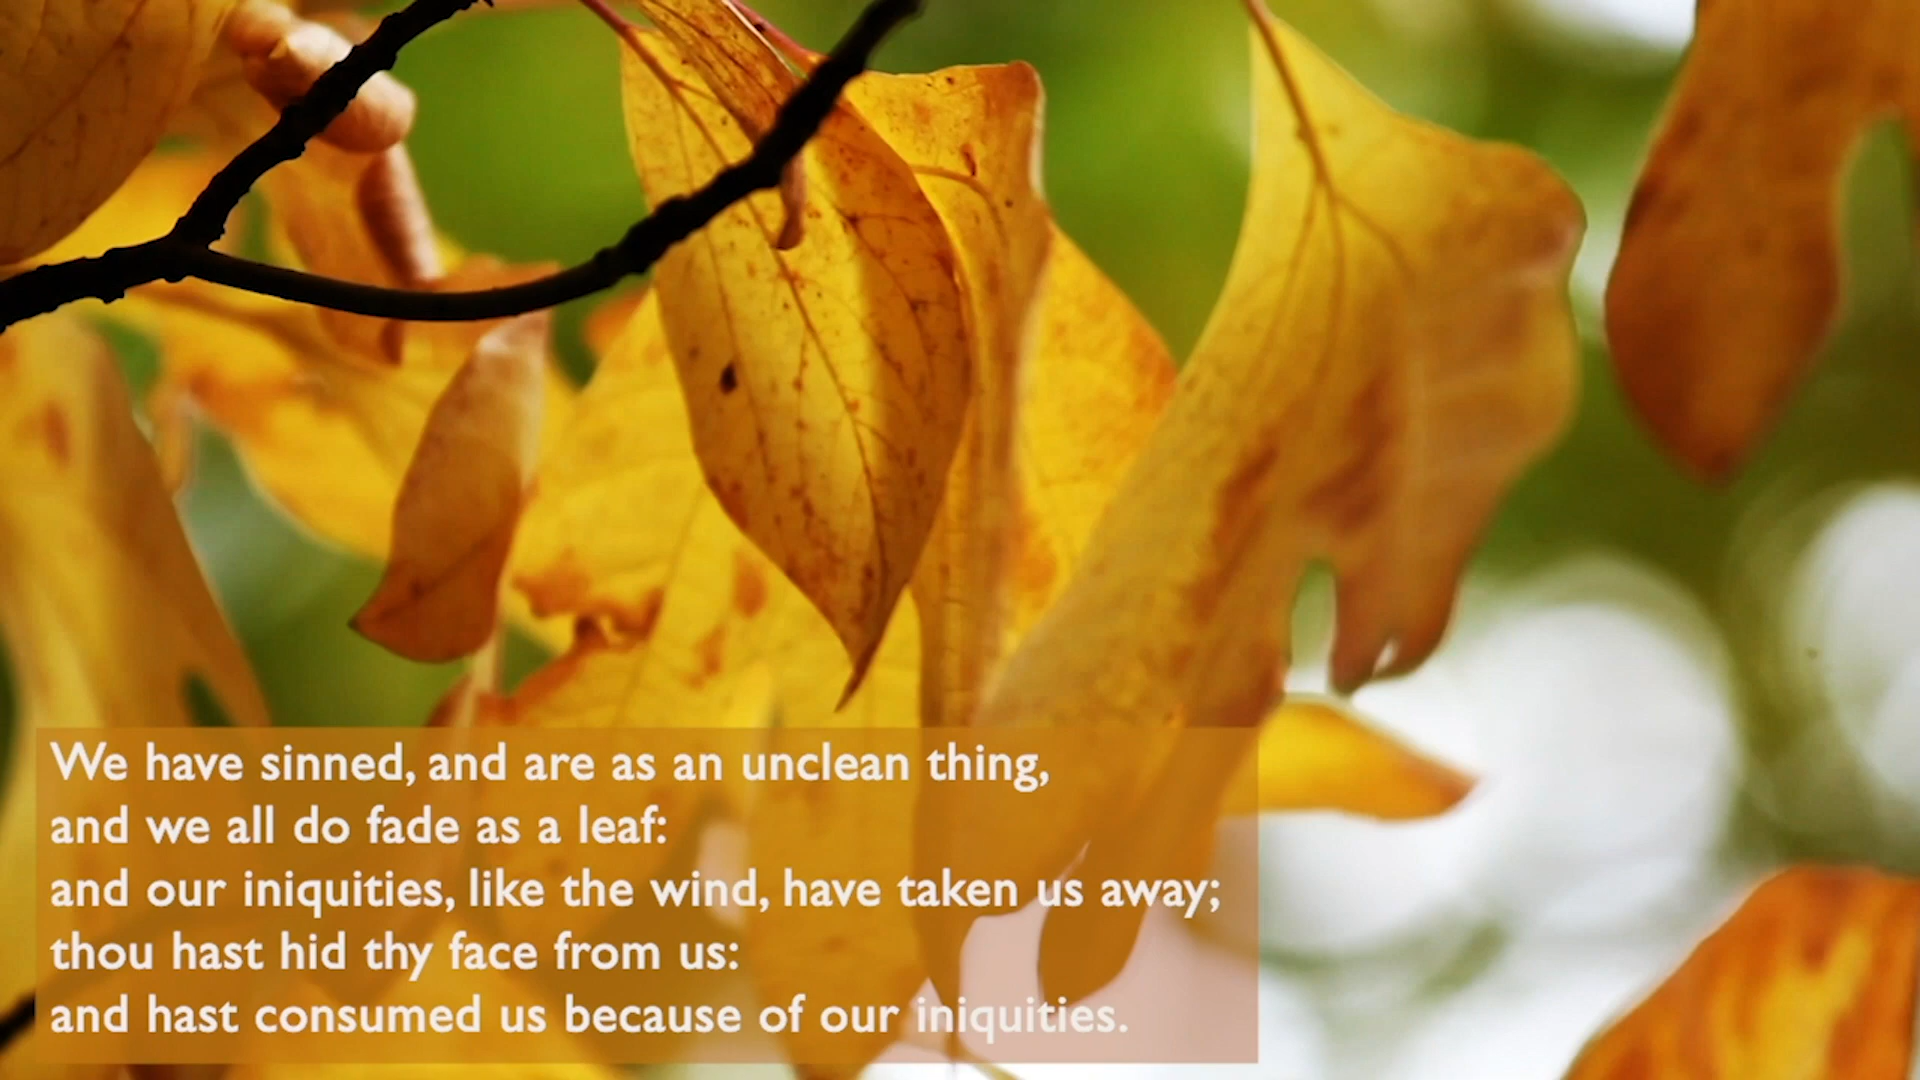 We have sinned, and are as an unclean thing,
and we all do fade as a leaf:
and our iniquities, like the wind, have taken us away;
thou hast hid thy face from us:
and hast consumed us because of our iniquities.